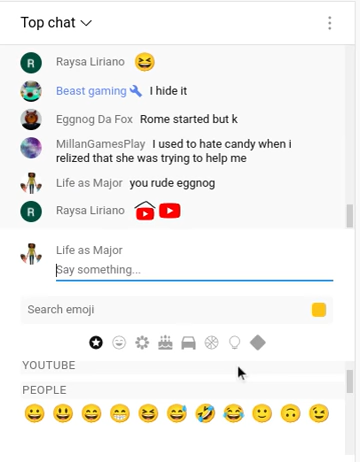 Top chat
R Raysa Liriano
Beast gaming I hide it
Eggnog Da Fox Rome started but k
MillanGamesPlay I used to hate candy when i
relized that she was trying to help me
Life as Major you rude eggnog
R Raysa Liriano
Life as Major
Say something...
Search emoji
YOUTUBE
PEOPLE